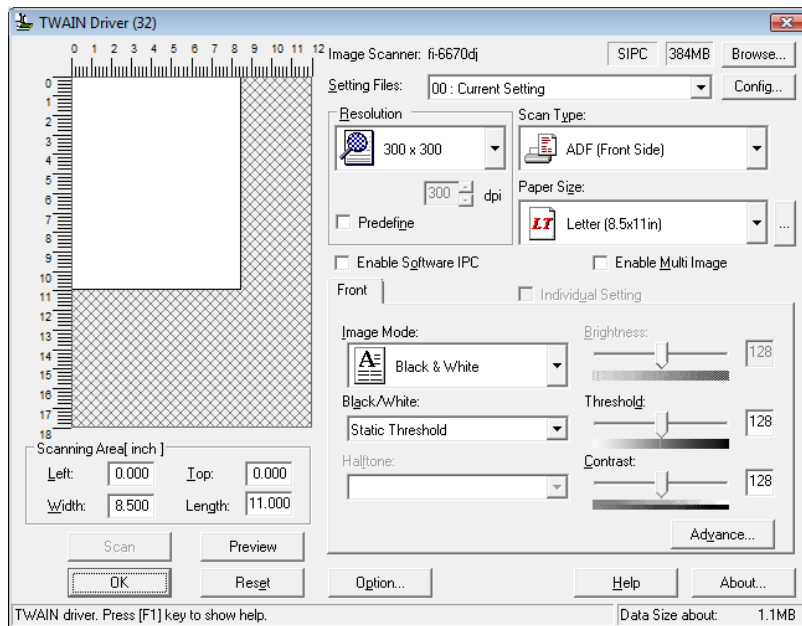 TWAIN Driver (32)
0 1 2 3 4 5 6 7 8 9 10 11 12
Image Scanner: fi-6670dj SIPC 384MB Browse...
Setting Files: 00 : Current Setting Config...
0
1
2
3
4
5
6
7
8
9
10
11
12
13
14
15
16
17
18
Resolution
300 x 300
300 dpi
Predefine
Scan Type:
ADF (Front Side)
Paper Size:
LT Letter (8.5x11in) ...
Enable Software IPC Enable Multi Image
Front Individual Setting
Image Mode:
A Black & White
Black/White:
Static Threshold
Halftone:
Brightness:
128
Threshold:
128
Contrast:
128
Advance...
Scanning Area[ inch ]
Left: 0.000 Top: 0.000
Width: 8.500 Length: 11.000
Scan Preview
OK Reset Option... Help About...
TWAIN driver. Press [F1] key to show help. Data Size about: 1.1MB